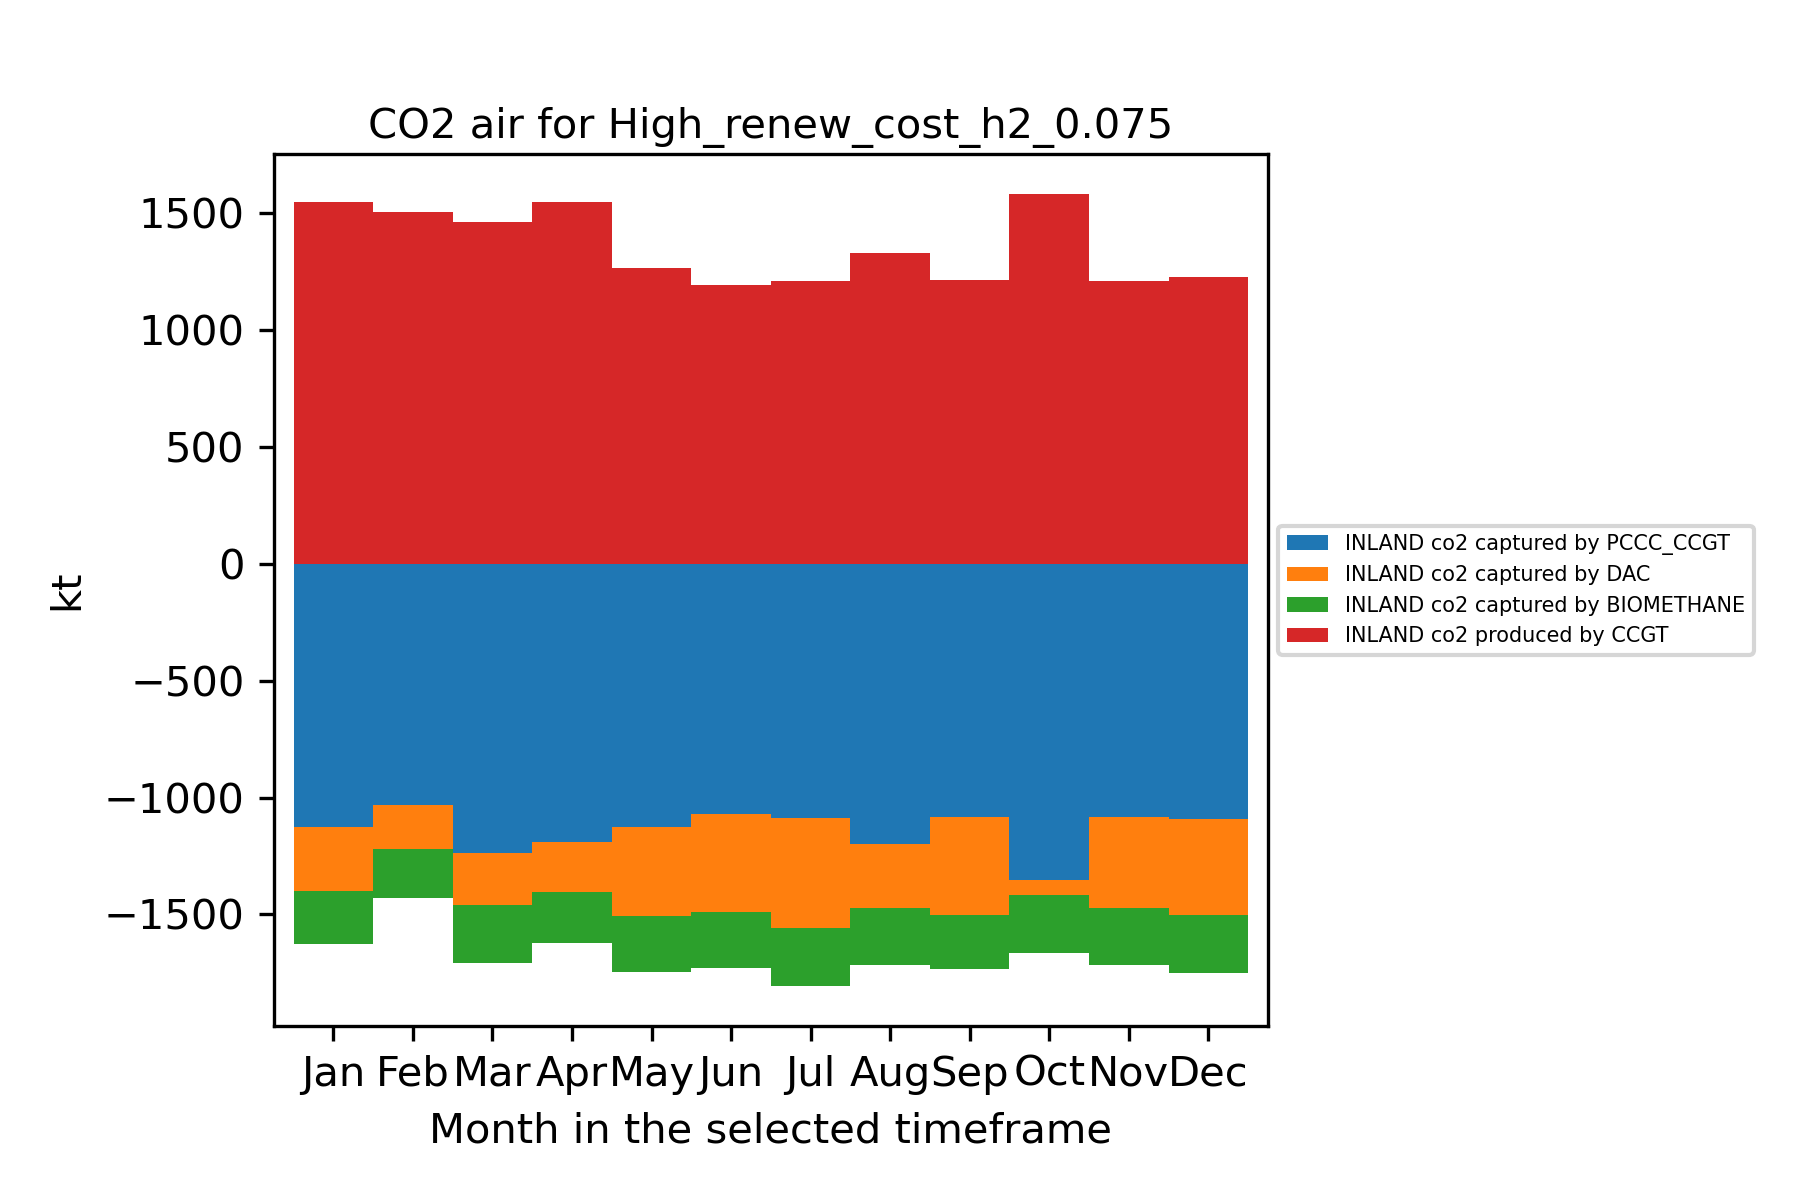 CO2 air for High_renew_cost_h2_0.075
1500
1000
500
0
−500
−1000
−1500
kt
Jan Feb Mar Apr May Jun Jul Aug Sep Oct Nov Dec
Month in the selected timeframe
INLAND co2 captured by PCCC_CCGT
INLAND co2 captured by DAC
INLAND co2 captured by BIOMETHANE
INLAND co2 produced by CCGT